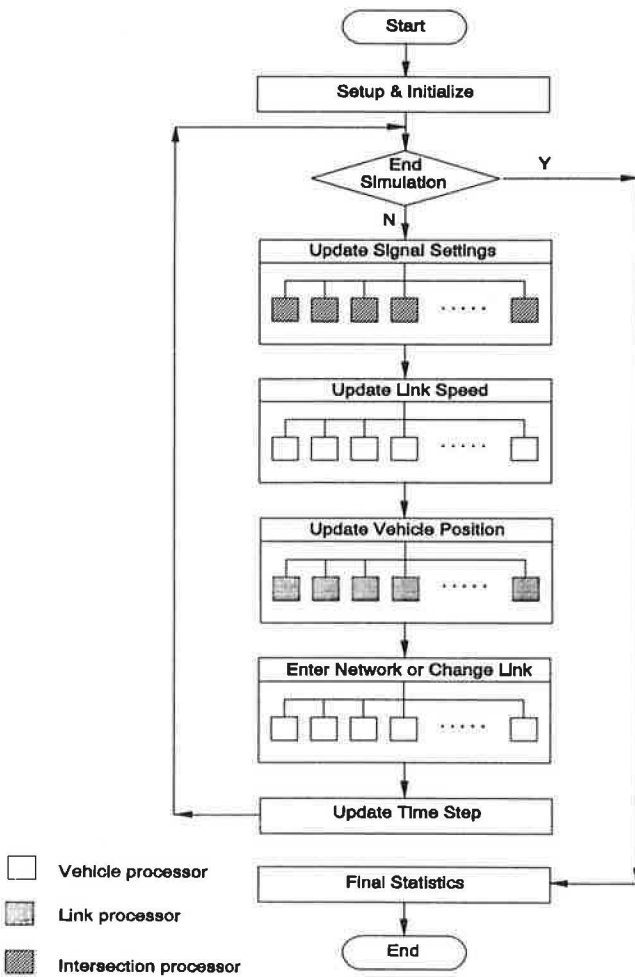 Start
Setup & Initialize
End
Simulation
Y
N
Update Signal Settings
.....
Update Link Speed
.....
Update Vehicle Position
.....
Enter Network or Change Link
.....
Update Time Step
Vehicle processor
Final Statistics
Link processor
End
Intersection processor